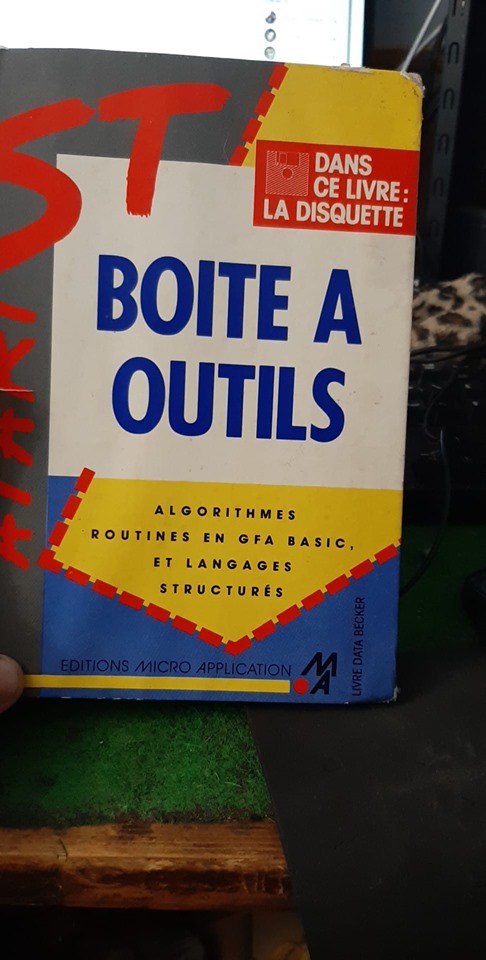 ATARI ST
DANS
CE LIVRE :
LA DISQUETTE
BOITE A
OUTILS
ALGORITHMES
ROUTINES EN GFA BASIC,
ET LANGAGES
STRUCTURÉS
EDITIONS MICRO APPLICATION
MA
LIVRE DATA BECKER